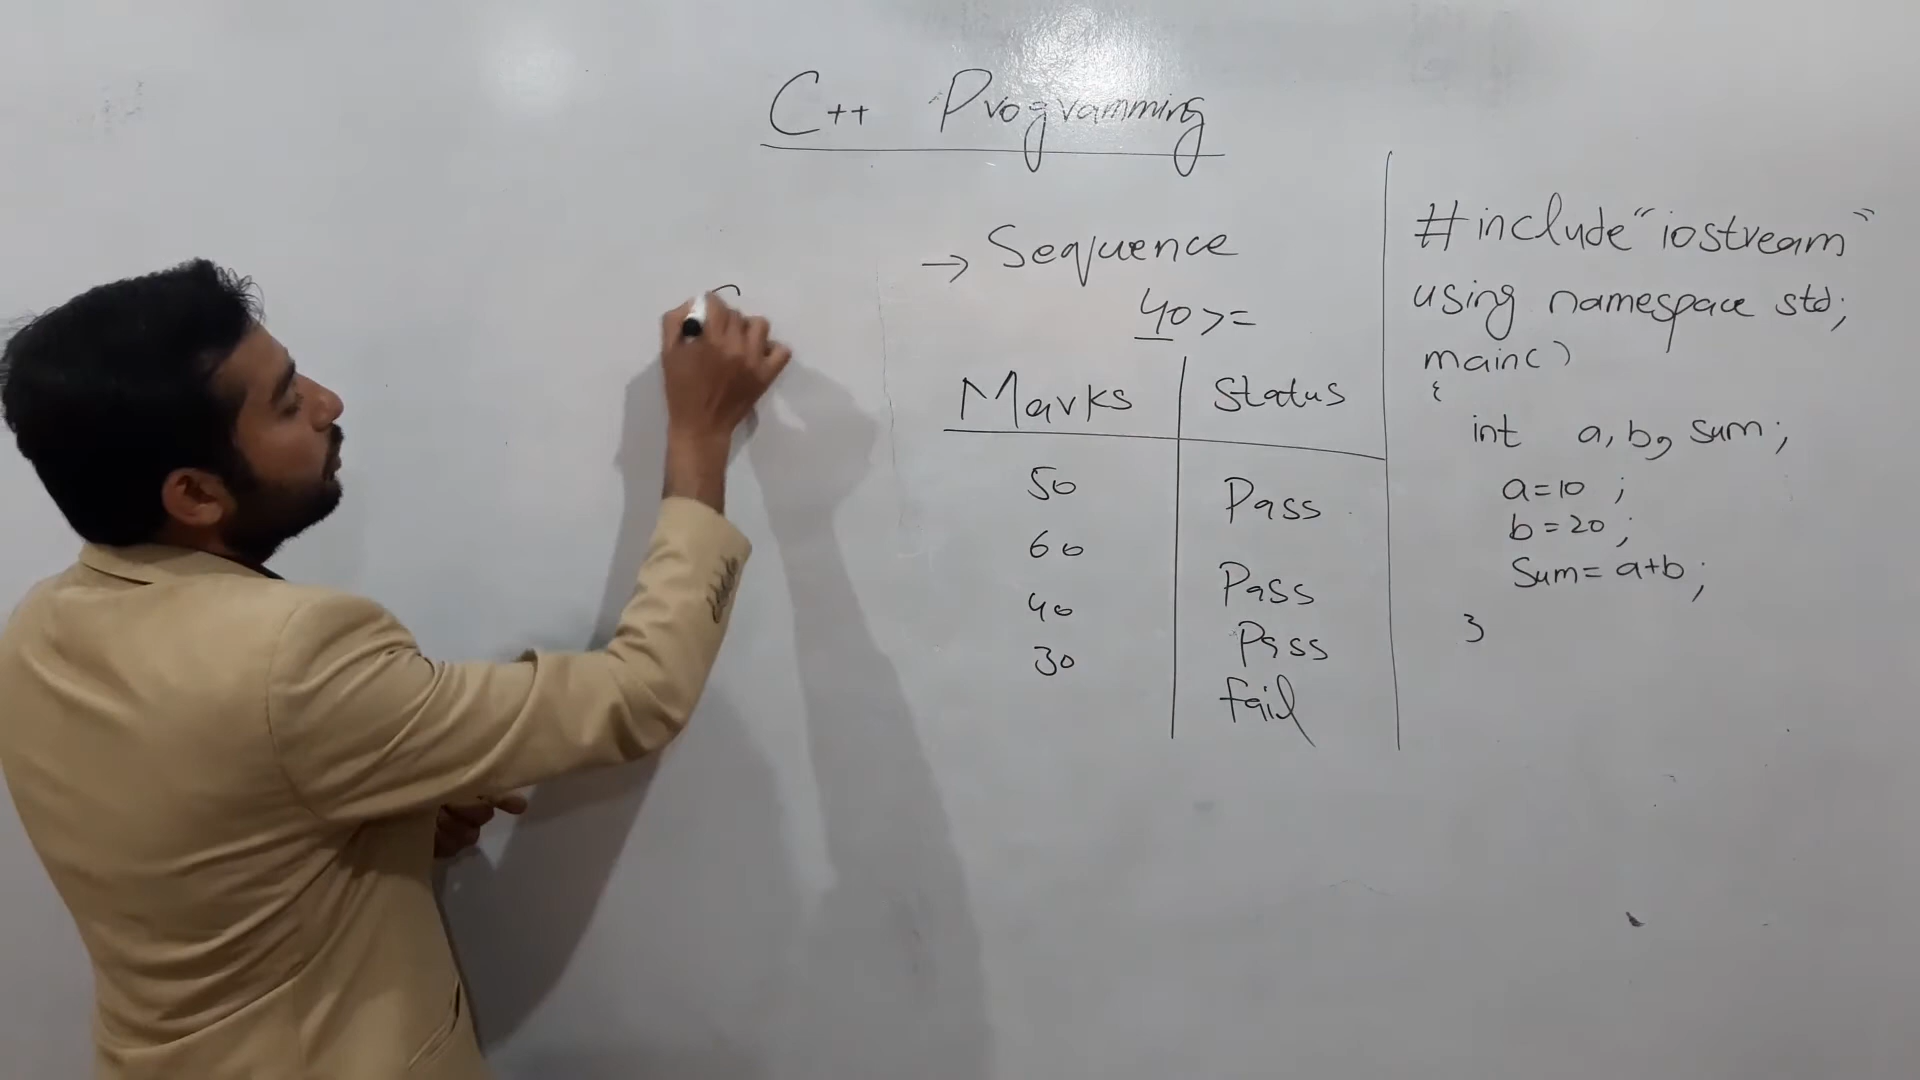 C++ Programming
→ Sequence
40 >=
Marks Status
50 Pass
60 Pass
40 Pass
30 fail
#include "iostream"
using namespace std;
main()
{
int a, b, sum;
a=10 ;
b=20 ;
Sum= a+b ;
}